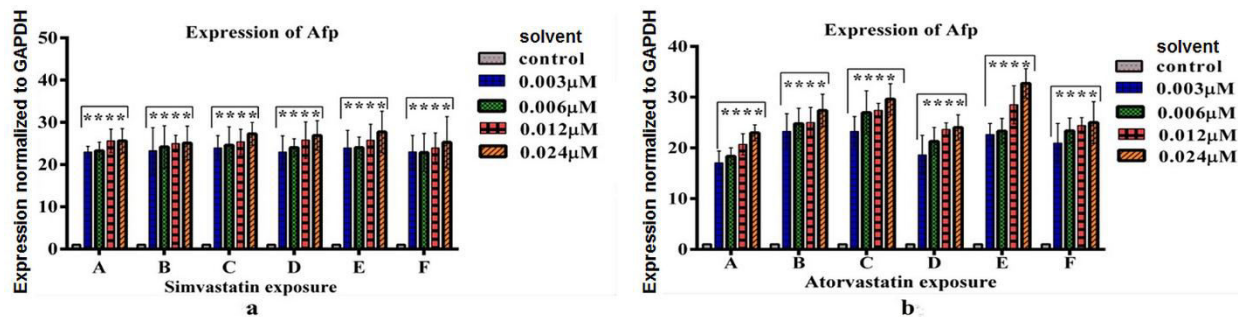 Expression of Afp
Expression normalized to GAPDH
50
40
30
20
10
0
solvent
control
0.003μM
0.006μM
0.012μM
0.024μM
**** **** **** **** **** ****
A B C D E F
Simvastatin exposure
a
Expression of Afp
Expression normalized to GAPDH
40
30
20
10
0
solvent
control
0.003μM
0.006μM
0.012μM
0.024μM
**** **** **** **** **** ****
A B C D E F
Atorvastatin exposure
b